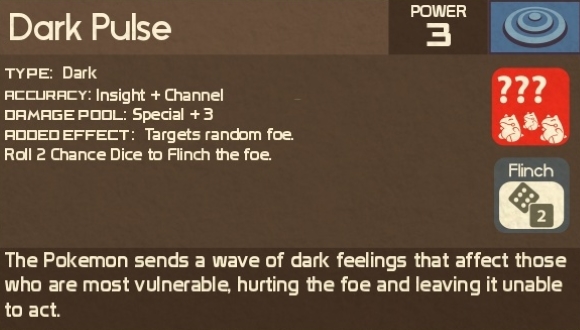 Dark Pulse
POWER
3
TYPE: Dark
ACCURACY: Insight + Channel
DAMAGE POOL: Special + 3
ADDED EFFECT: Targets random foe.
Roll 2 Chance Dice to Flinch the foe.
???
Flinch
2
The Pokemon sends a wave of dark feelings that affect those
who are most vulnerable, hurting the foe and leaving it unable
to act.